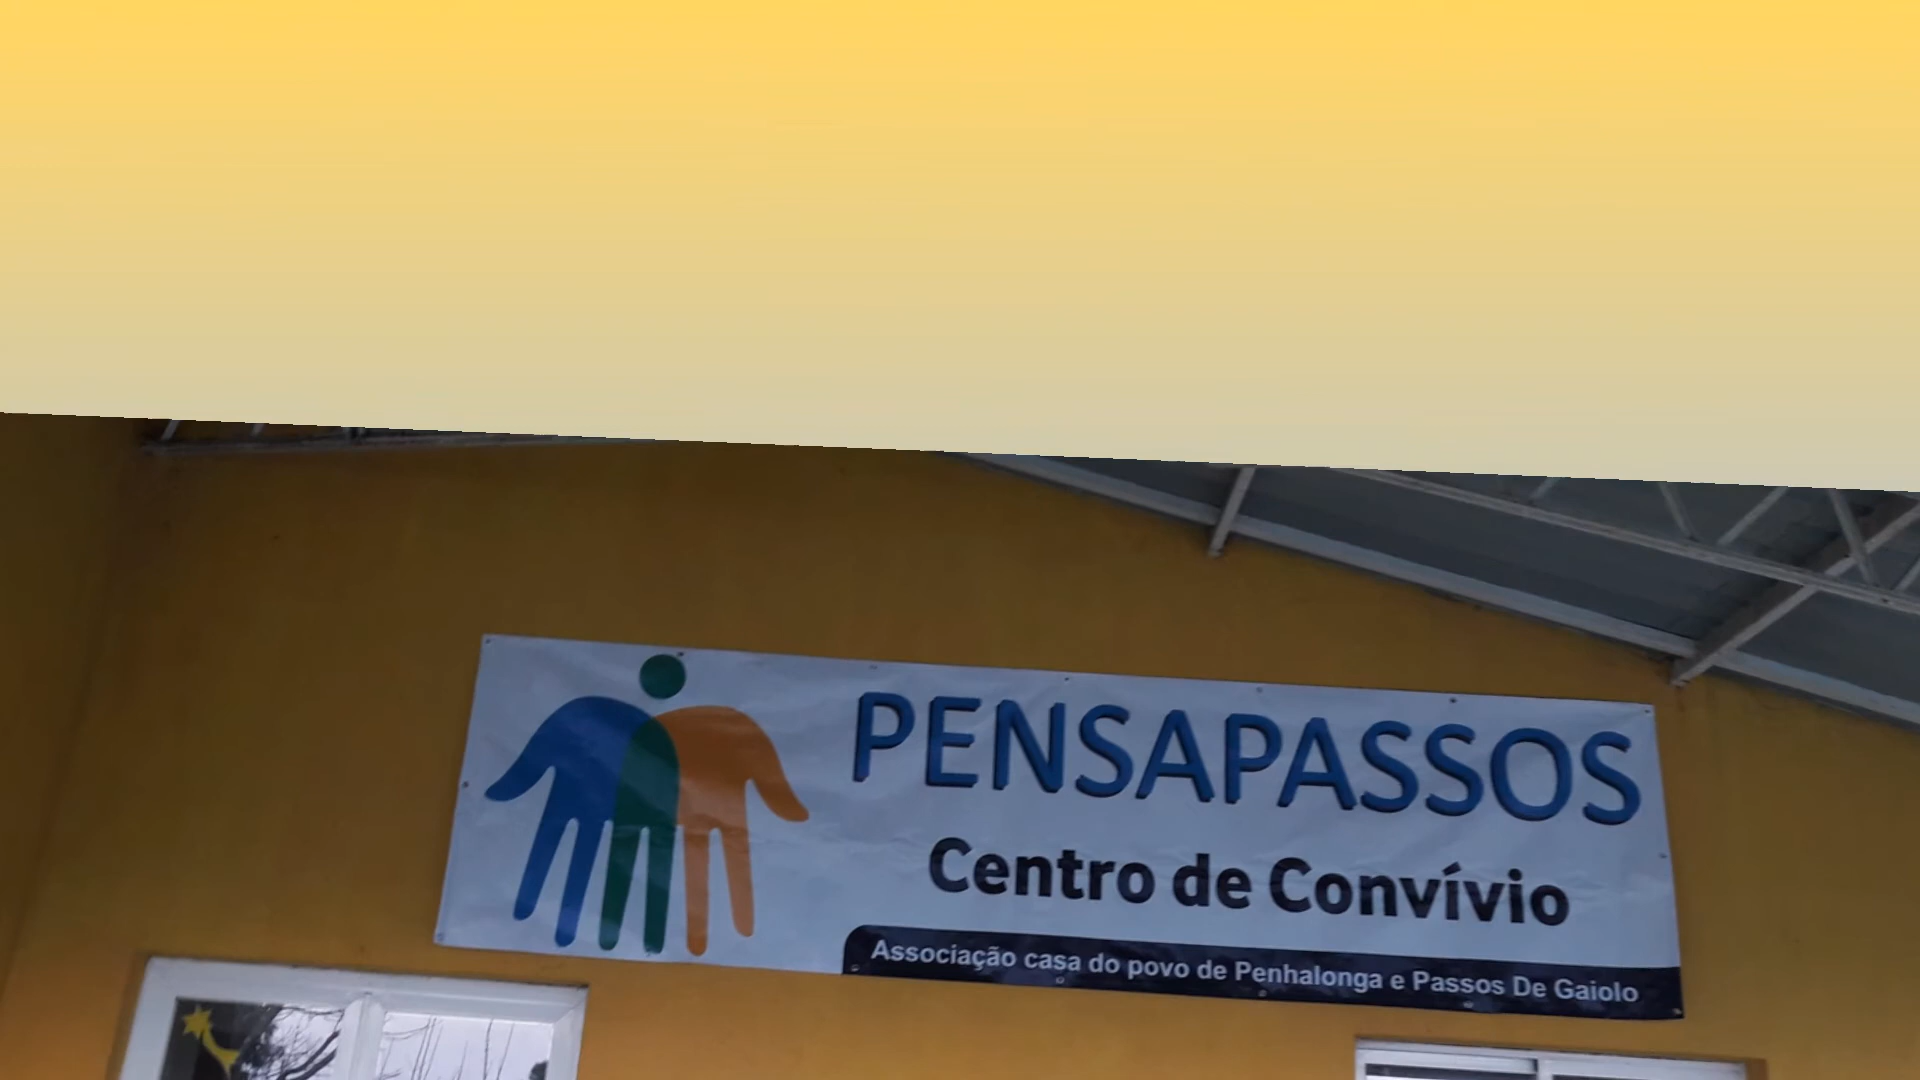 PENSAPASSOS
Centro de Convívio
Associação casa do povo de Penhalonga e Passos De Gaiolo